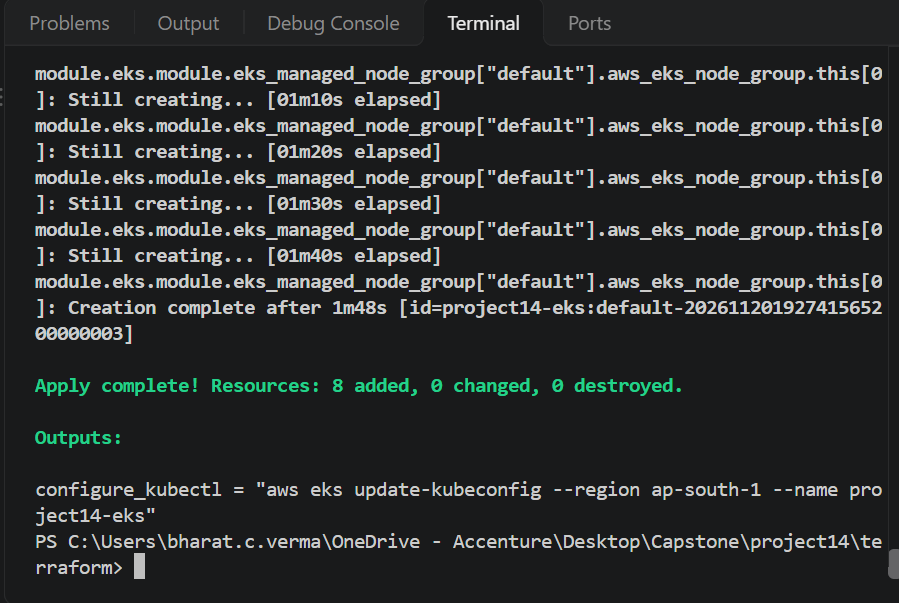 Problems Output Debug Console Terminal Ports
module.eks.module.eks_managed_node_group["default"].aws_eks_node_group.this[0
]: Still creating... [01m10s elapsed]
module.eks.module.eks_managed_node_group["default"].aws_eks_node_group.this[0
]: Still creating... [01m20s elapsed]
module.eks.module.eks_managed_node_group["default"].aws_eks_node_group.this[0
]: Still creating... [01m30s elapsed]
module.eks.module.eks_managed_node_group["default"].aws_eks_node_group.this[0
]: Still creating... [01m40s elapsed]
module.eks.module.eks_managed_node_group["default"].aws_eks_node_group.this[0
]: Creation complete after 1m48s [id=project14-eks:default-202611201927415652
00000003]
Apply complete! Resources: 8 added, 0 changed, 0 destroyed.
Outputs:
configure_kubectl = "aws eks update-kubeconfig --region ap-south-1 --name pro
ject14-eks"
PS C:\Users\bharat.c.verma\OneDrive - Accenture\Desktop\Capstone\project14\te
rraform>